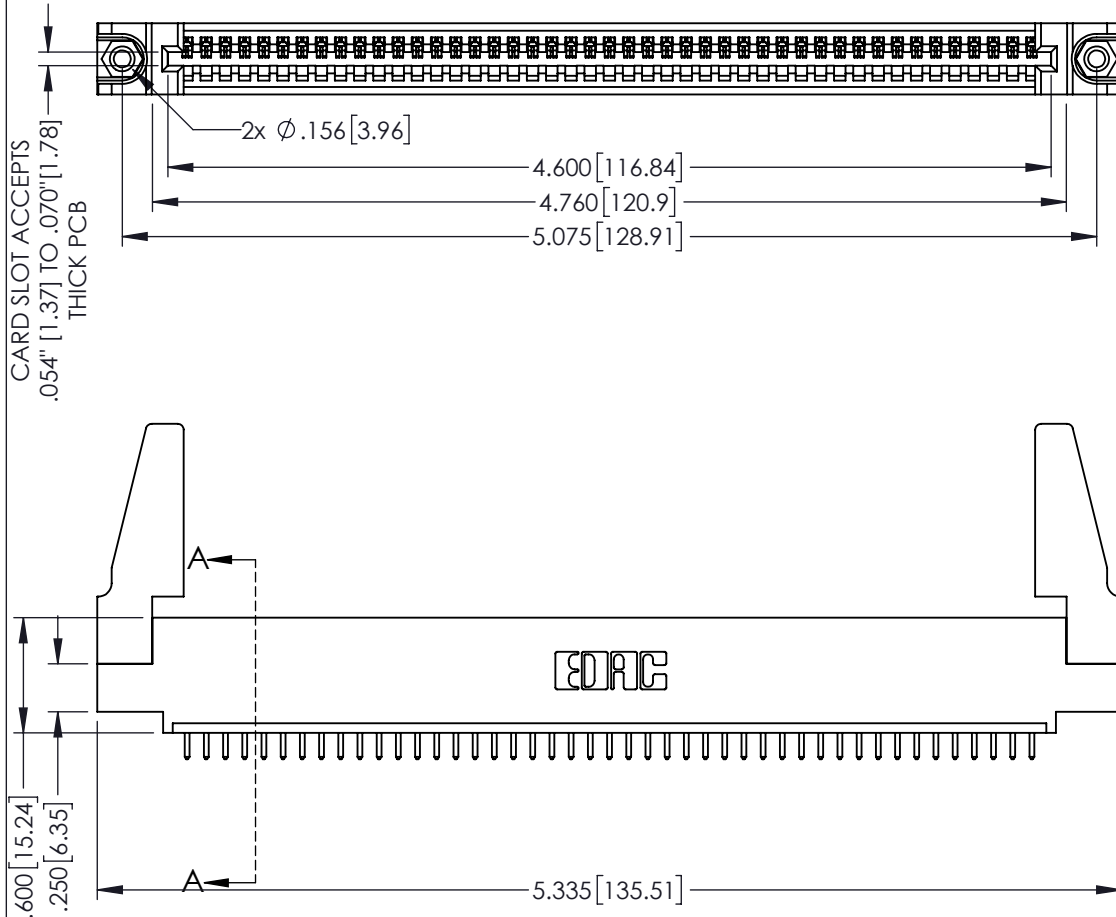 2x ∅ .156[3.96]
4.600[116.84]
4.760[120.9]
5.075[128.91]
CARD SLOT ACCEPTS
.054" [1.37] TO .070"[1.78]
THICK PCB
A
EDAC
.600[15.24]
.250[6.35]
A
5.335[135.51]